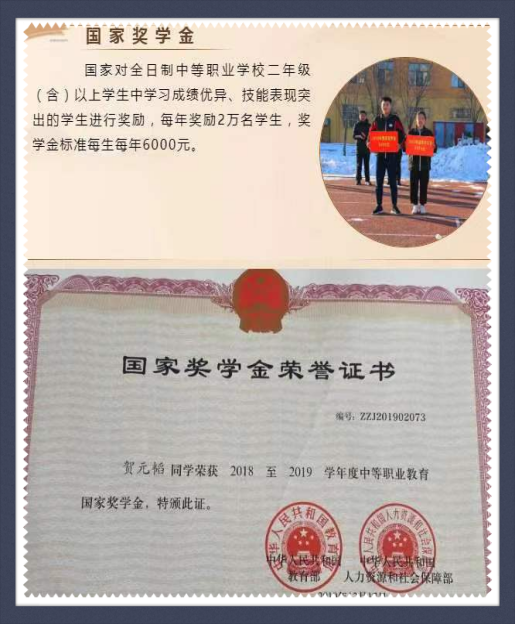 国家奖学金
国家对全日制中等职业学校二年级
（含）以上学生中学习成绩优异、技能表现突
出的学生进行奖励，每年奖励2万名学生，奖
学金标准每生每年6000元。
国家奖学金荣誉证书
编号: ZZJ201902073
贺元韬 同学荣获 2018 至 2019 学年度中等职业教育
国家奖学金，特颁此证。
中华人民共和国 中华人民共和国
教育部 人力资源和社会保障部